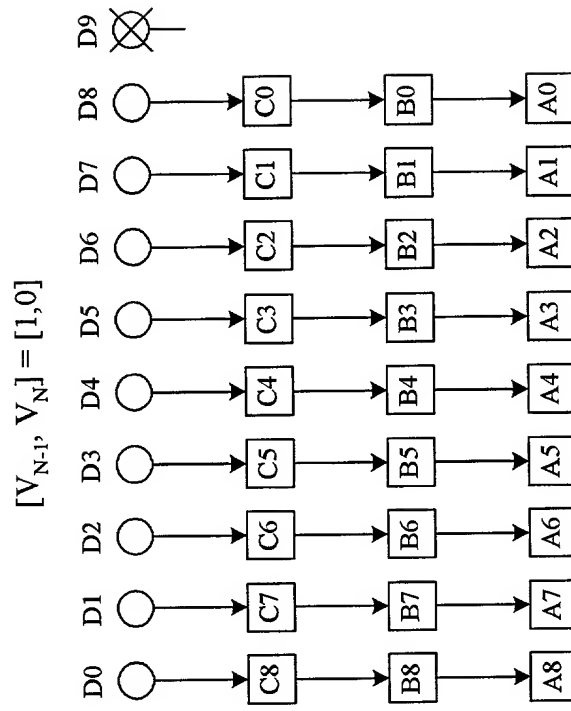 [V_{N-1}, V_N] = [1,0]
D0 D1 D2 D3 D4 D5 D6 D7 D8 D9
C8 C7 C6 C5 C4 C3 C2 C1 C0
B8 B7 B6 B5 B4 B3 B2 B1 B0
A8 A7 A6 A5 A4 A3 A2 A1 A0